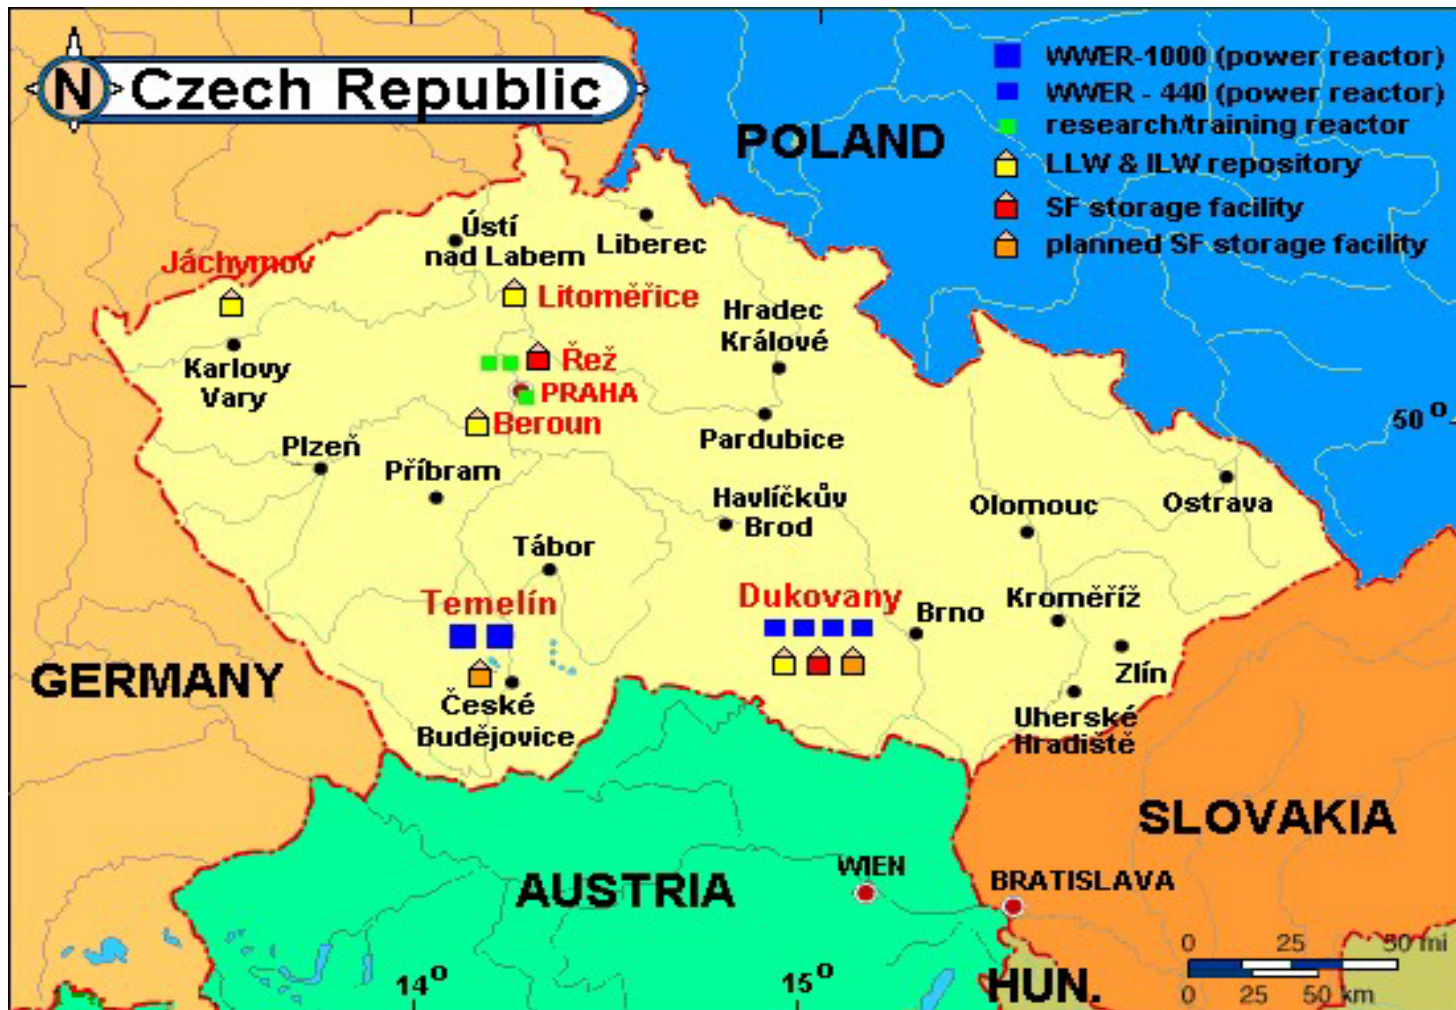 N Czech Republic
WWER-1000 (power reactor)
WWER - 440 (power reactor)
research/training reactor
LLW & ILW repository
SF storage facility
planned SF storage facility
POLAND
Ústí
nad Labem
Liberec
Jáchymov
Litoměřice
Hradec
Králové
Karlovy
Vary
Řež
PRAHA
Beroun
Pardubice
50°
Plzeň
Příbram
Havlíčkův
Brod
Olomouc
Ostrava
Tábor
Temelín
Dukovany
Brno
Kroměříž
Zlín
GERMANY
České
Budějovice
Uherské
Hradiště
SLOVAKIA
AUSTRIA
WIEN
BRATISLAVA
HUN.
14°
15°
0 25 50 mi
0 25 50 km